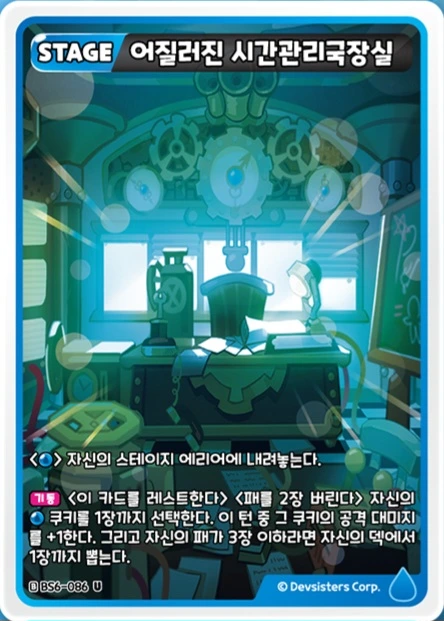 STAGE 어질러진 시간관리국장실
< > 자신의 스테이지 에리어에 내려놓는다.
기동 <이 카드를 레스트한다> <패를 2장 버린다> 자신의
쿠키를 1장까지 선택한다. 이 턴 중 그 쿠키의 공격 대미지
를 +1한다. 그리고 자신의 패가 3장 이하라면 자신의 덱에서
1장까지 뽑는다.
D BS6-086 U © Devsisters Corp.